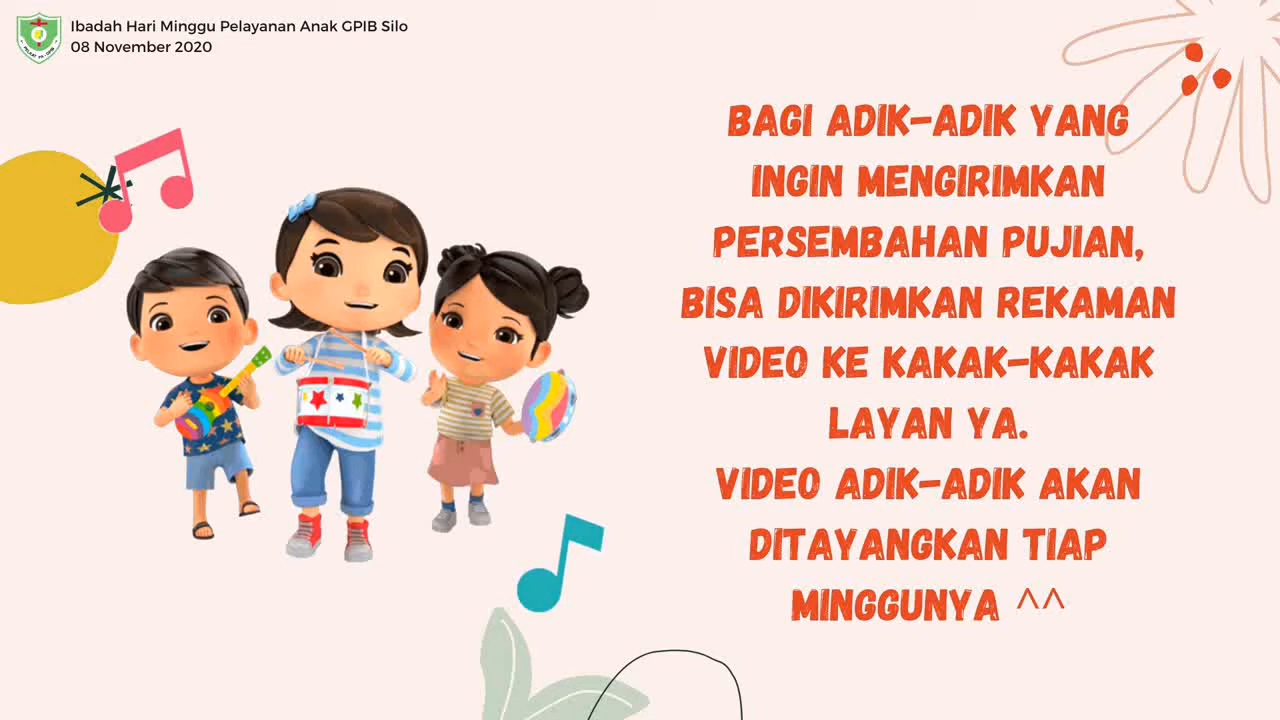 Ibadah Hari Minggu Pelayanan Anak GPIB Silo
08 November 2020
BAGI ADIK-ADIK YANG
INGIN MENGIRIMKAN
PERSEMBAHAN PUJIAN,
BISA DIKIRIMKAN REKAMAN
VIDEO KE KAKAK-KAKAK
LAYAN YA.
VIDEO ADIK-ADIK AKAN
DITAYANGKAN TIAP
MINGGUNYA ^^